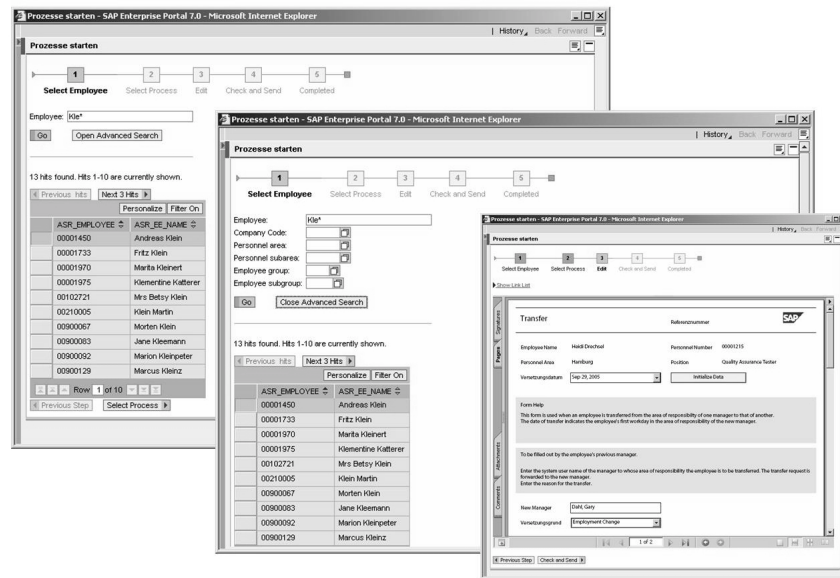 Prozesse starten - SAP Enterprise Portal 7.0 - Microsoft Internet Explorer
History Back Forward
Prozesse starten
1 2 3 4 5
Select Employee Select Process Edit Check and Send Completed
Employee: Kle*
Go Open Advanced Search
13 hits found. Hits 1-10 are currently shown.
Previous hits Next 3 Hits
Personalize Filter On
ASR_EMPLOYEE ASR_EE_NAME
00001450 Andreas Klein
00001733 Fritz Klein
00001970 Marita Kleinert
00001975 Klementine Katterer
00102721 Mrs Betsy Klein
00210005 Klein Martin
00900067 Morten Klein
00900083 Jane Kleemann
00900092 Marion Kleinpeter
00900129 Marcus Kleinz
Row 1 of 10
Previous Step Select Process
Prozesse starten - SAP Enterprise Portal 7.0 - Microsoft Internet Explorer
History Back Forward
Prozesse starten
1 2 3 4 5
Select Employee Select Process Edit Check and Send Completed
Employee: Kle*
Company Code:
Personnel area:
Personnel subarea:
Employee group:
Employee subgroup:
Go Close Advanced Search
13 hits found. Hits 1-10 are currently shown.
Previous hits Next 3 Hits
Personalize Filter On
ASR_EMPLOYEE ASR_EE_NAME
00001450 Andreas Klein
00001733 Fritz Klein
00001970 Marita Kleinert
00001975 Klementine Katterer
00102721 Mrs Betsy Klein
00210005 Klein Martin
00900067 Morten Klein
00900083 Jane Kleemann
00900092 Marion Kleinpeter
00900129 Marcus Kleinz
Prozesse starten - SAP Enterprise Portal 7.0 - Microsoft Internet Explorer
History Back Forward
Prozesse starten
1 2 3 4 5
Select Employee Select Process Edit Check and Send Completed
Show Link List
Signatures
Pages
Attachments
Comments
Transfer Referenznummer SAP
Employee Name Heidi Drechsel Personnel Number 00001215
Personnel Area Hamburg Position Quality Assurance Tester
Versetzungsdatum Sep 29, 2005 Initialize Data
Form Help
This form is used when an employee is transferred from the area of responsibility of one manager to that of another.
The date of transfer indicates the employee's first workday in the area of responsibility of the new manager.
To be filled out by the employee's previous manager.
Enter the system user name of the manager to whose area of responsibility the employee is to be transferred. The transfer request is
forwarded to the new manager.
Enter the reason for the transfer.
New Manager Dahl, Gary
Versetzungsgrund Employment Change
1 of 2
Previous Step Check and Send